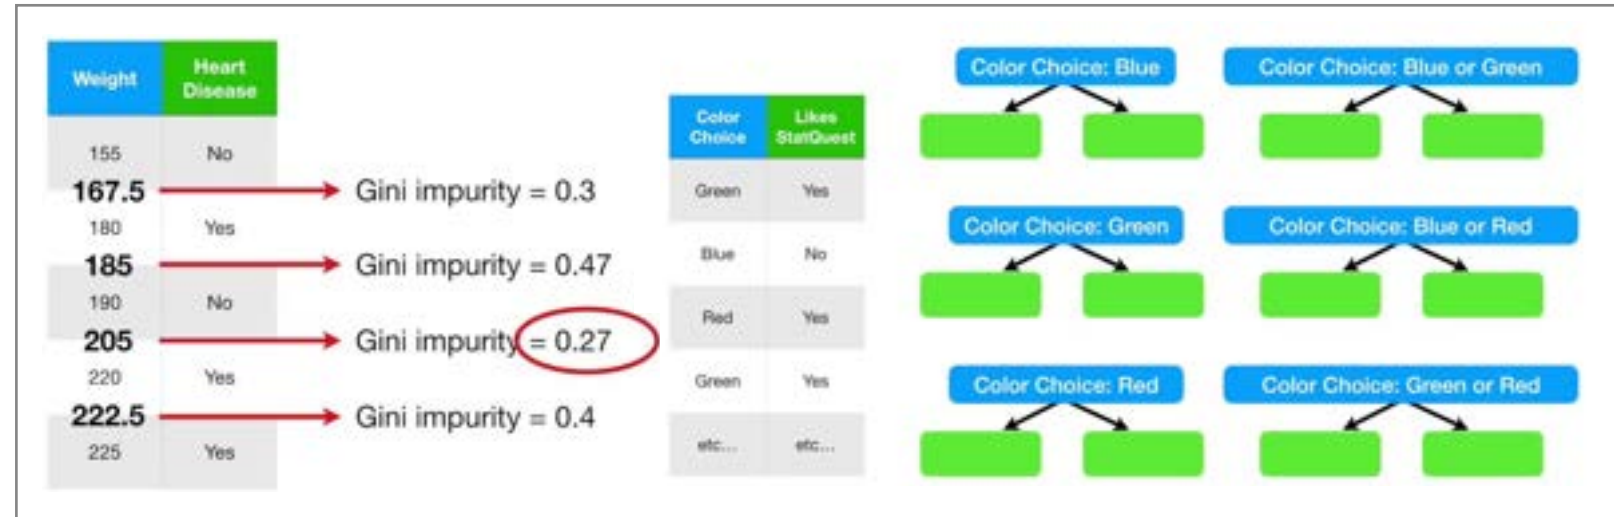 Weight Heart Disease
155 No
167.5 Gini impurity = 0.3
180 Yes
185 Gini impurity = 0.47
190 No
205 Gini impurity = 0.27
220 Yes
222.5 Gini impurity = 0.4
225 Yes
Color Choice Likes StatQuest
Green Yes
Blue No
Red Yes
Green Yes
etc... etc...
Color Choice: Blue
Color Choice: Blue or Green
Color Choice: Green
Color Choice: Blue or Red
Color Choice: Red
Color Choice: Green or Red